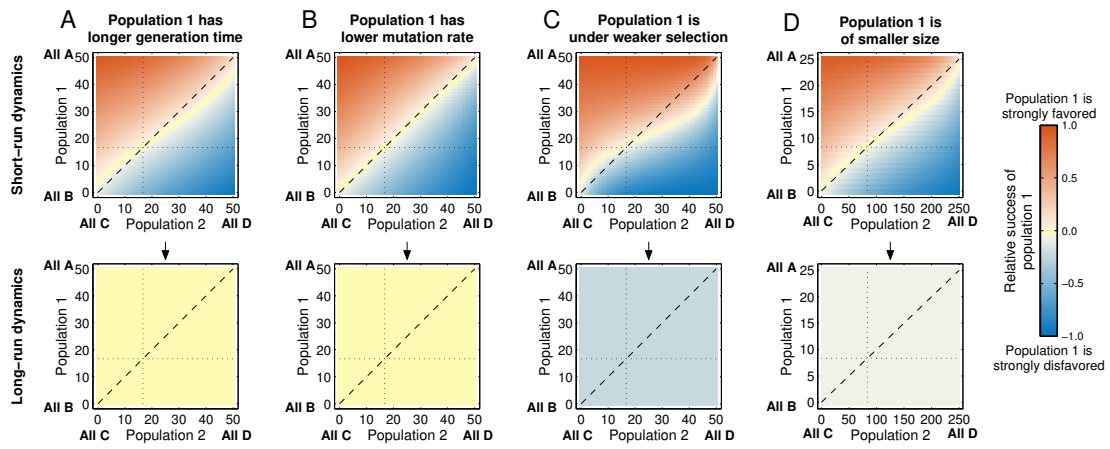 A
Population 1 has
longer generation time
B
Population 1 has
lower mutation rate
C
Population 1 is
under weaker selection
D
Population 1 is
of smaller size
Short−run dynamics
All A 50
40
30
20
10
0
All B
Population 1
0 10 20 30 40 50
All C Population 2 All D
All A 50
40
30
20
10
0
All B
Population 1
0 10 20 30 40 50
All C Population 2 All D
All A 50
40
30
20
10
0
All B
Population 1
0 10 20 30 40 50
All C Population 2 All D
All A 25
20
15
10
5
0
All B
Population 1
0 50 100 150 200 250
All C Population 2 All D
Long−run dynamics
All A 50
40
30
20
10
0
All B
Population 1
0 10 20 30 40 50
All C Population 2 All D
All A 50
40
30
20
10
0
All B
Population 1
0 10 20 30 40 50
All C Population 2 All D
All A 50
40
30
20
10
0
All B
Population 1
0 10 20 30 40 50
All C Population 2 All D
All A 25
20
15
10
5
0
All B
Population 1
0 50 100 150 200 250
All C Population 2 All D
Population 1 is
strongly favored
1.0
0.5
0.0
−0.5
−1.0
Relative success of
population 1
Population 1 is
strongly disfavored